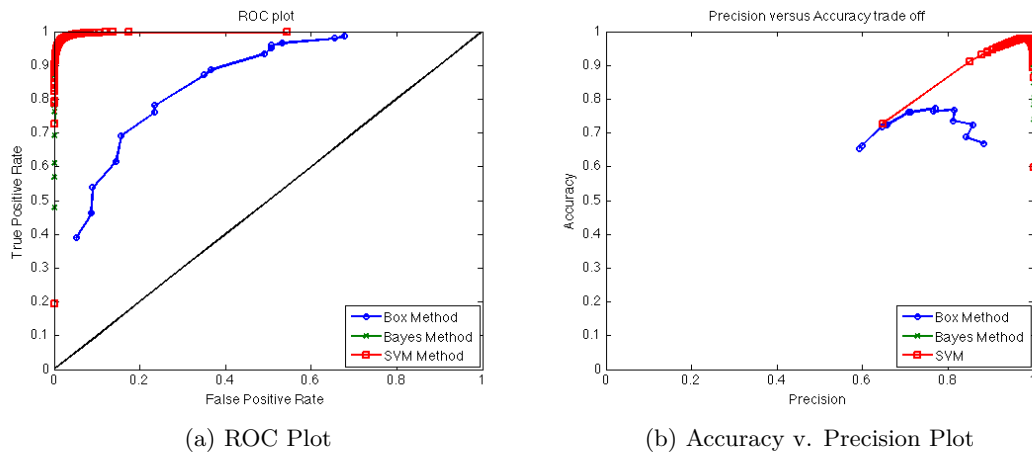 ROC plot
1
0.9
0.8
0.7
0.6
0.5
0.4
0.3
0.2
0.1
0
True Positive Rate
0
0.2
0.4
0.6
0.8
1
False Positive Rate
Box Method
Bayes Method
SVM Method
(a) ROC Plot
Precision versus Accuracy trade off
1
0.9
0.8
0.7
0.6
0.5
0.4
0.3
0.2
0.1
0
Accuracy
0
0.2
0.4
0.6
0.8
1
Precision
Box Method
Bayes Method
SVM
(b) Accuracy v. Precision Plot